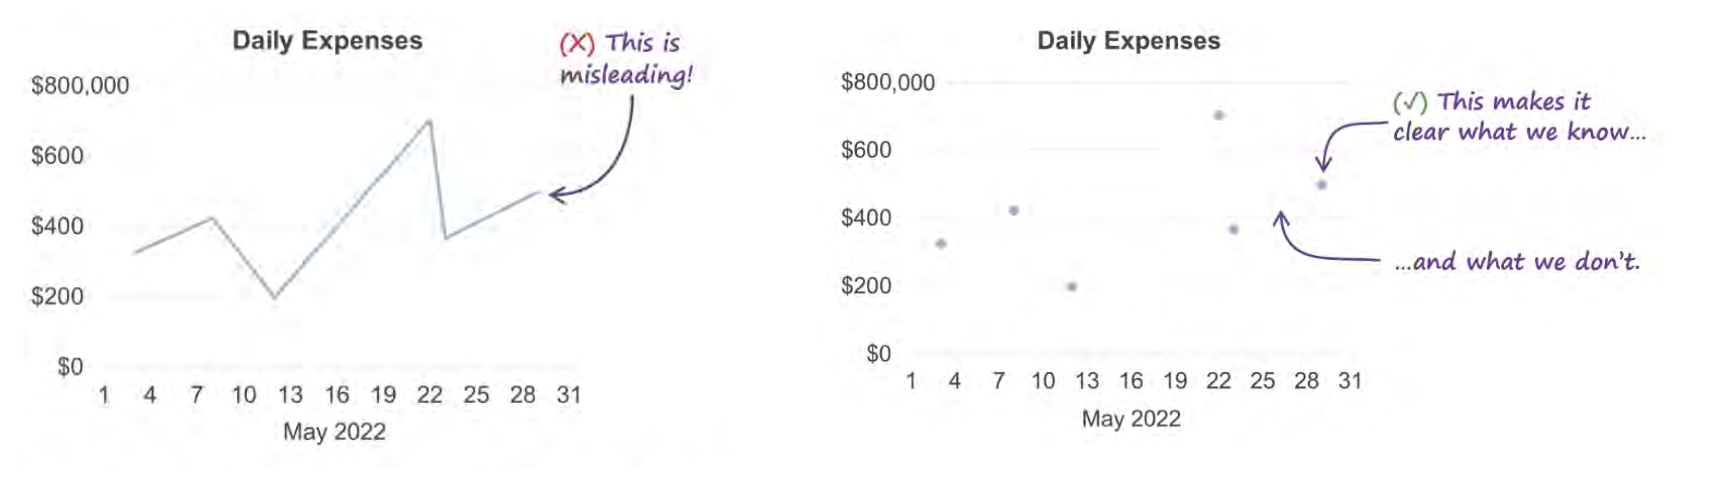 Daily Expenses
(X) This is
misleading!
$800,000
$600
$400
$200
$0
1 4 7 10 13 16 19 22 25 28 31
May 2022
Daily Expenses
$800,000
(√) This makes it
clear what we know...
$600
$400
...and what we don't.
$200
$0
1 4 7 10 13 16 19 22 25 28 31
May 2022